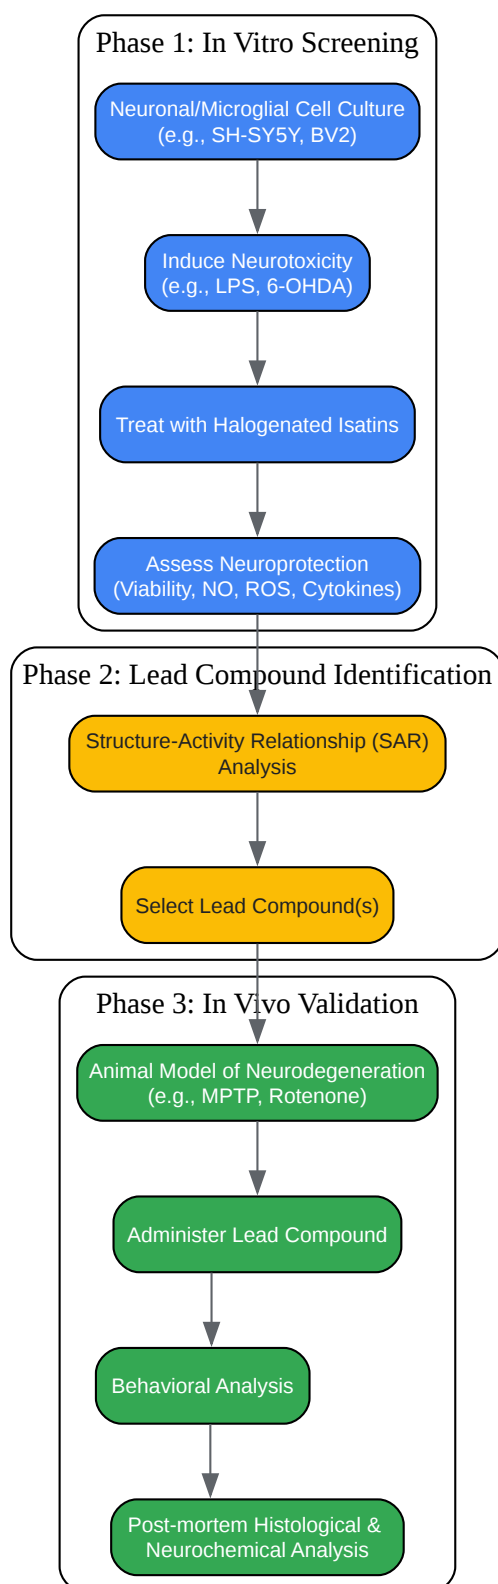 Phase 1: In Vitro Screening
Neuronal/Microglial Cell Culture
(e.g., SH-SY5Y, BV2)
Induce Neurotoxicity
(e.g., LPS, 6-OHDA)
Treat with Halogenated Isatins
Assess Neuroprotection
(Viability, NO, ROS, Cytokines)
Phase 2: Lead Compound Identification
Structure-Activity Relationship (SAR)
Analysis
Select Lead Compound(s)
Phase 3: In Vivo Validation
Animal Model of Neurodegeneration
(e.g., MPTP, Rotenone)
Administer Lead Compound
Behavioral Analysis
Post-mortem Histological &
Neurochemical Analysis